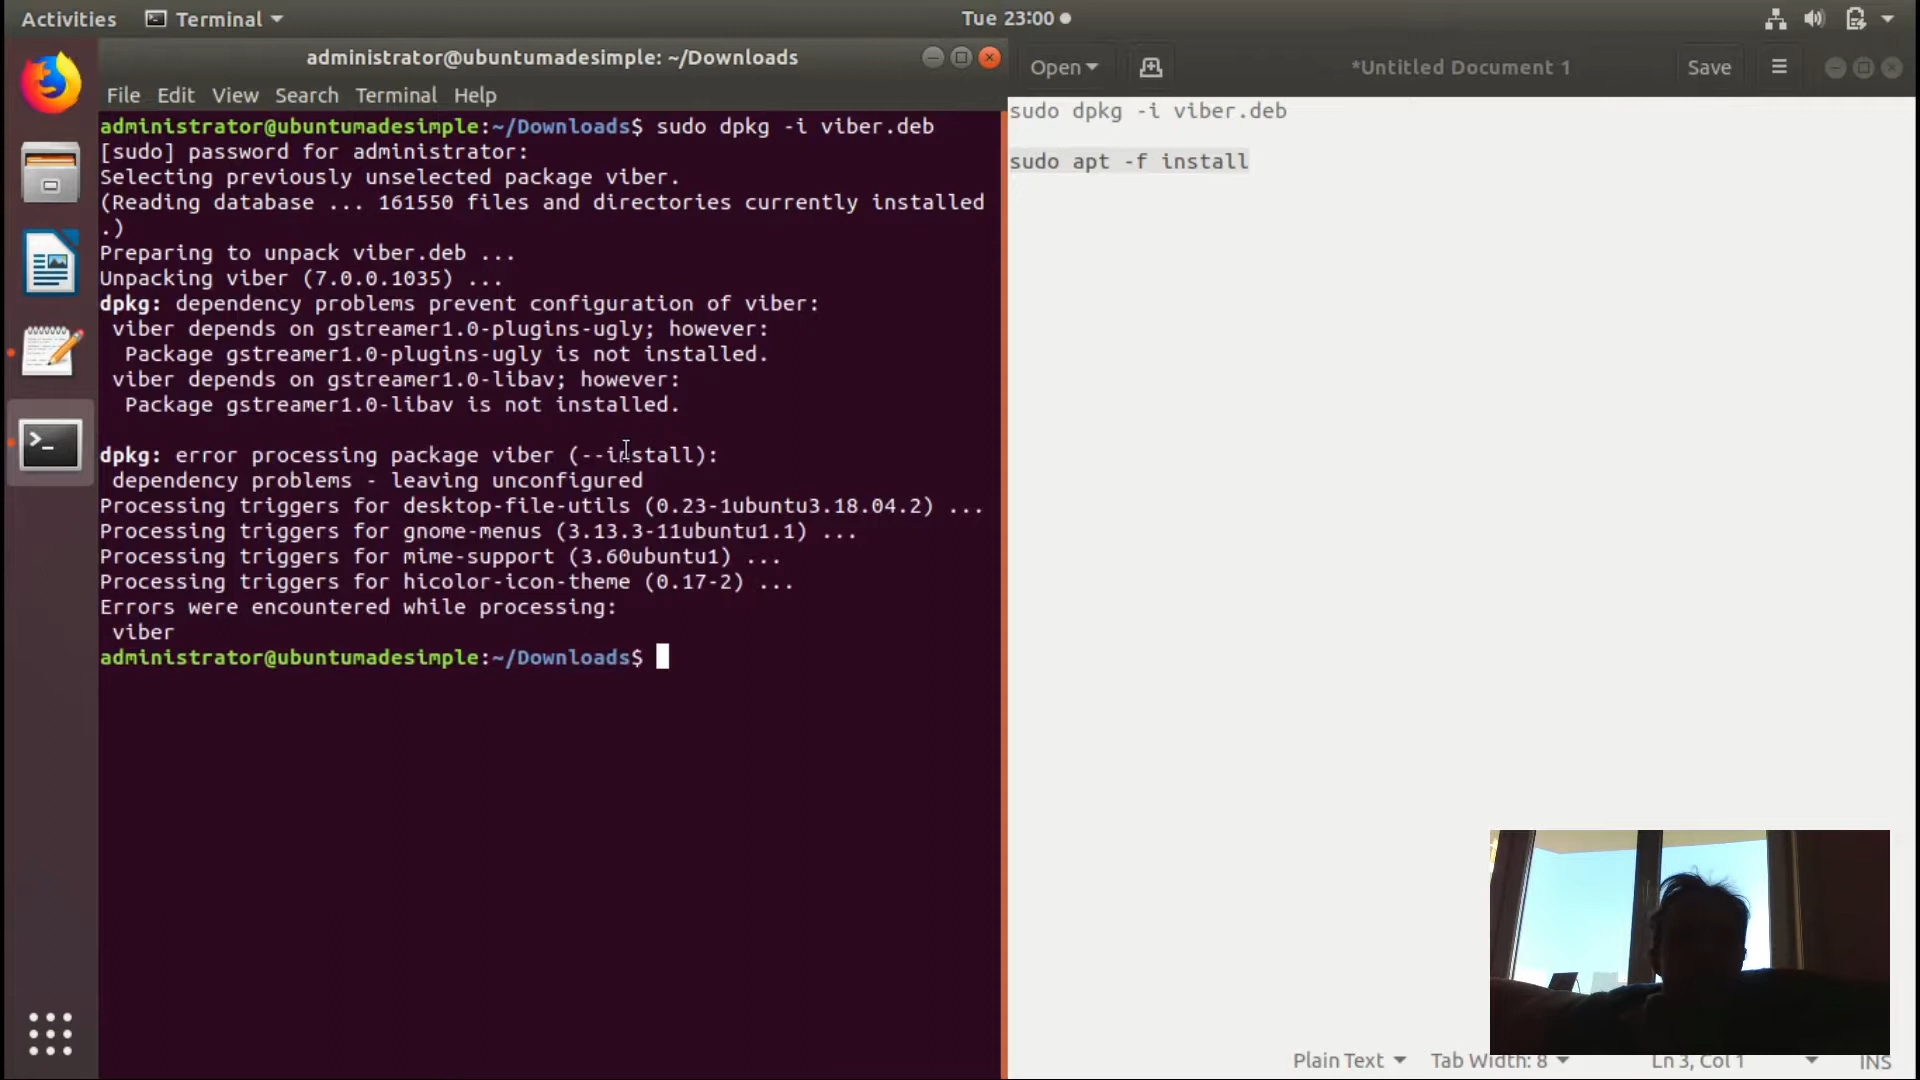 Activities
Terminal
Tue 23:00
administrator@ubuntumadesimple: ~/Downloads
File Edit View Search Terminal Help
administrator@ubuntumadesimple:~/Downloads$ sudo dpkg -i viber.deb
[sudo] password for administrator:
Selecting previously unselected package viber.
(Reading database ... 161550 files and directories currently installed
.)
Preparing to unpack viber.deb ...
Unpacking viber (7.0.0.1035) ...
dpkg: dependency problems prevent configuration of viber:
viber depends on gstreamer1.0-plugins-ugly; however:
Package gstreamer1.0-plugins-ugly is not installed.
viber depends on gstreamer1.0-libav; however:
Package gstreamer1.0-libav is not installed.
dpkg: error processing package viber (--install):
dependency problems - leaving unconfigured
Processing triggers for desktop-file-utils (0.23-1ubuntu3.18.04.2) ...
Processing triggers for gnome-menus (3.13.3-11ubuntu1.1) ...
Processing triggers for mime-support (3.60ubuntu1) ...
Processing triggers for hicolor-icon-theme (0.17-2) ...
Errors were encountered while processing:
viber
administrator@ubuntumadesimple:~/Downloads$
Open
*Untitled Document 1
Save
sudo dpkg -i viber.deb
sudo apt -f install
Plain Text
Tab Width: 8
Ln 3, Col 1
INS